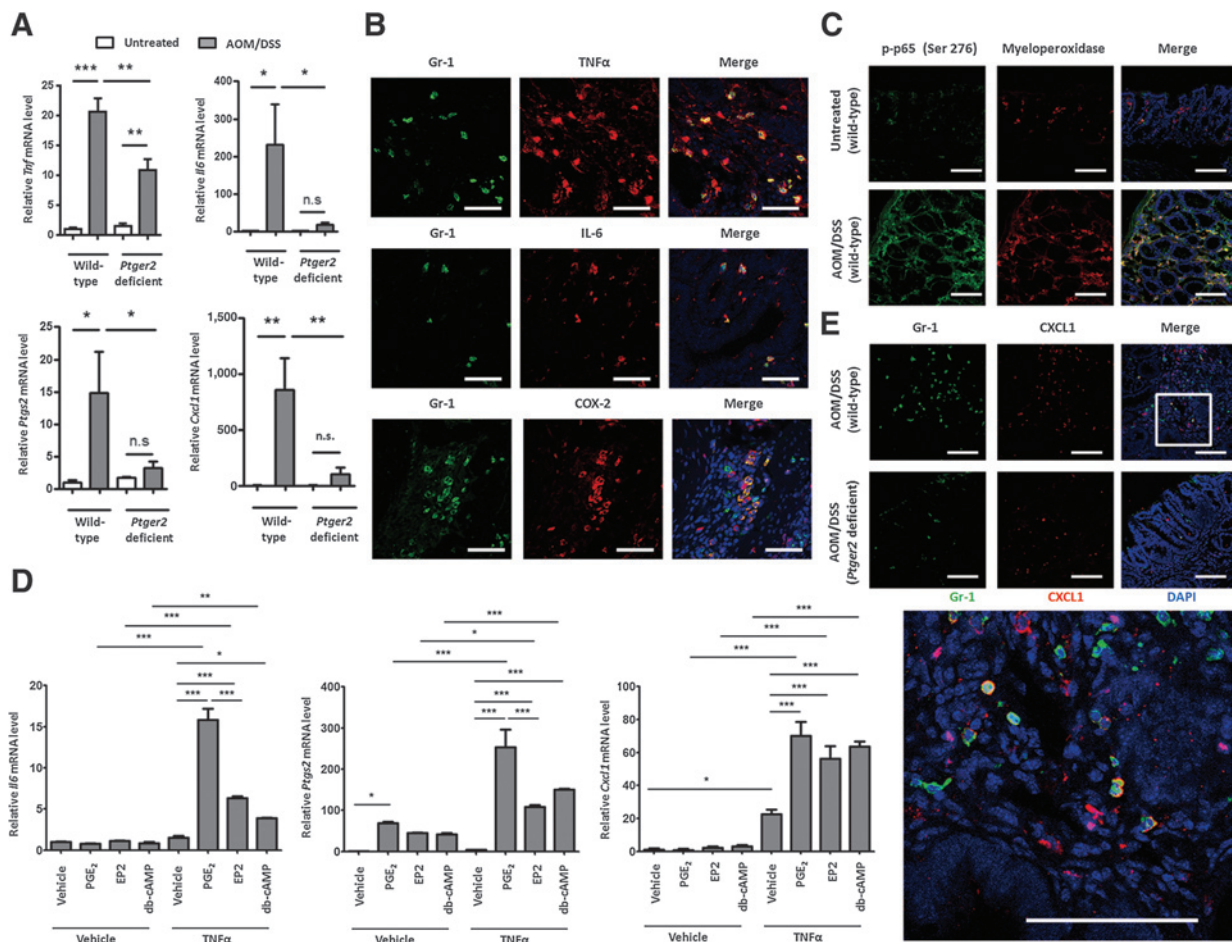 A
Untreated
AOM/DSS
Relative Tnf mRNA level
25
20
15
10
5
0
***
**
**
Wild-
type
Ptger2
deficient
Relative Il6 mRNA level
400
300
200
100
0
*
*
n.s
Wild-
type
Ptger2
deficient
Relative Ptgs2 mRNA level
25
20
15
10
5
0
*
*
n.s
Wild-
type
Ptger2
deficient
Relative Cxcl1 mRNA level
1,500
1,000
500
0
**
**
n.s.
Wild-
type
Ptger2
deficient
B
Gr-1
TNFα
Merge
Gr-1
IL-6
Merge
Gr-1
COX-2
Merge
C
p-p65 (Ser 276)
Myeloperoxidase
Merge
Untreated
(wild-type)
AOM/DSS
(wild-type)
E
Gr-1
CXCL1
Merge
AOM/DSS
(wild-type)
AOM/DSS
(Ptger2 deficient)
Gr-1
CXCL1
DAPI
D
Relative Il6 mRNA level
20
15
10
5
0
**
***
***
*
***
***
***
Vehicle
PGE₂
EP2
db-cAMP
Vehicle
PGE₂
EP2
db-cAMP
Vehicle
TNFα
Relative Ptgs2 mRNA level
400
300
200
100
0
***
*
***
***
***
***
***
*
Vehicle
PGE₂
EP2
db-cAMP
Vehicle
PGE₂
EP2
db-cAMP
Vehicle
TNFα
Relative Cxcl1 mRNA level
100
80
60
40
20
0
***
***
***
***
***
***
*
Vehicle
PGE₂
EP2
db-cAMP
Vehicle
PGE₂
EP2
db-cAMP
Vehicle
TNFα